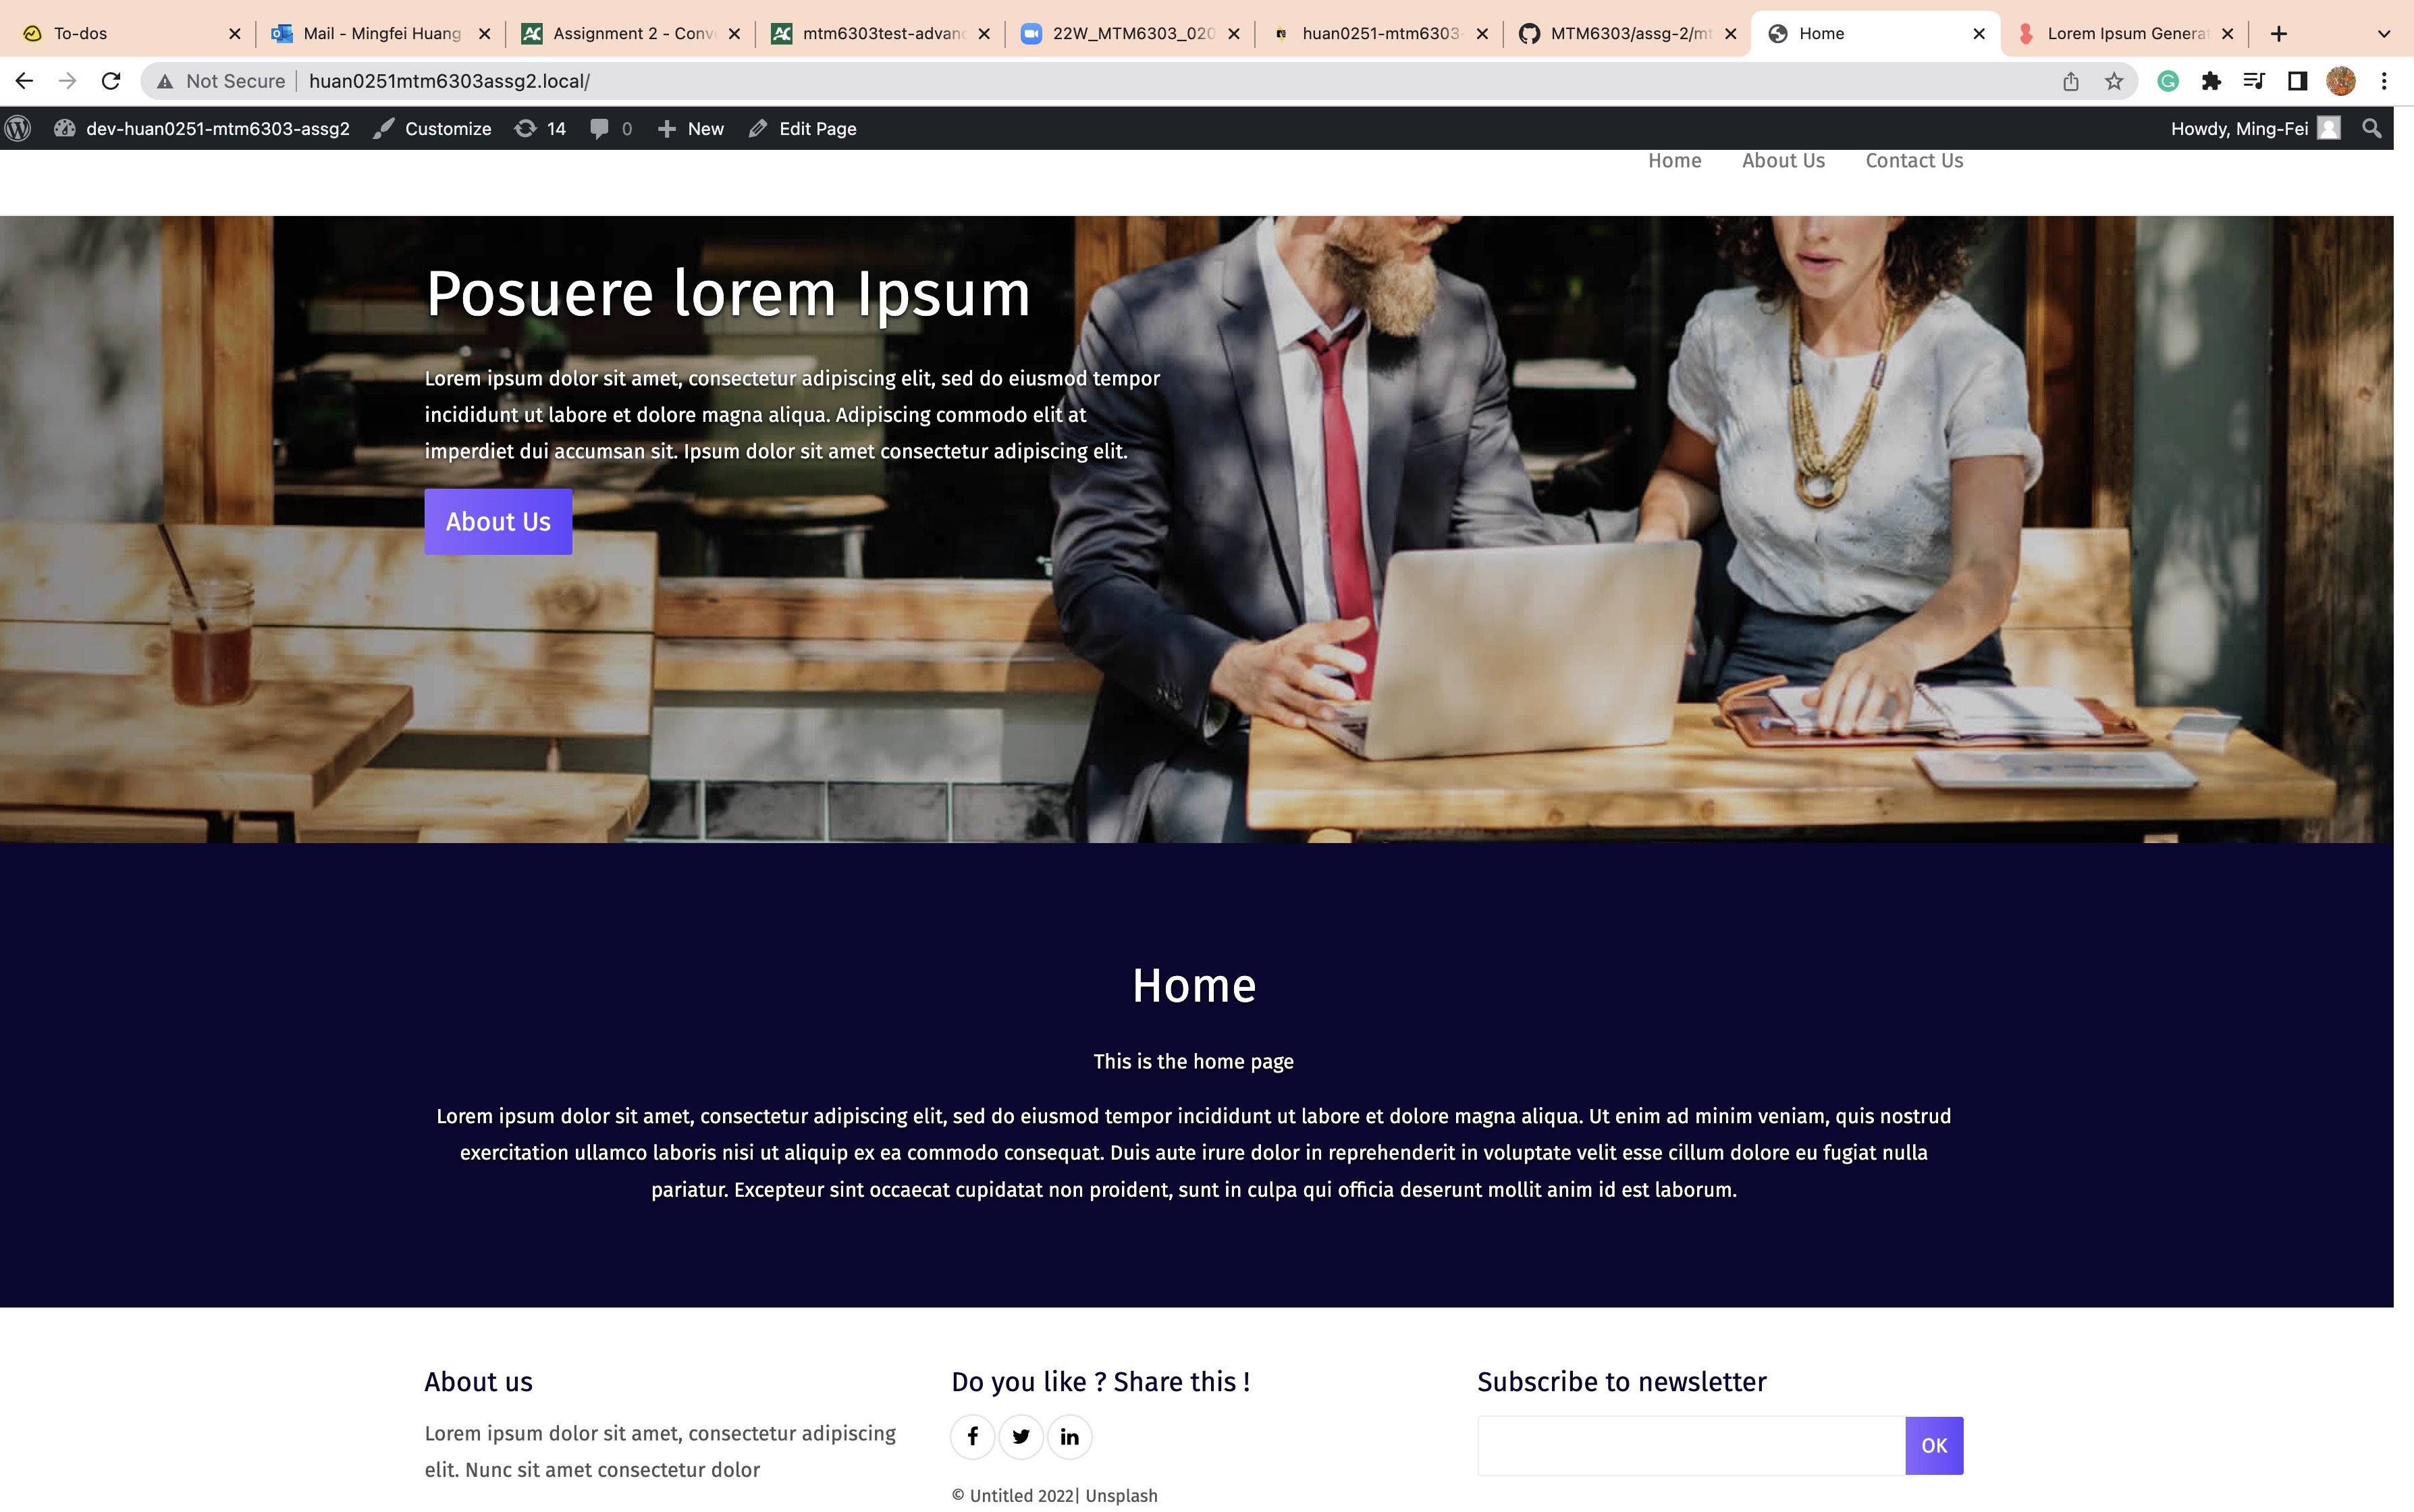 To-dos
Mail - Mingfei Huang
Assignment 2 - Conv
mtm6303test-advanc
22W_MTM6303_020
huan0251-mtm6303-
MTM6303/assg-2/mt
Home
Lorem Ipsum Generat
Not Secure
huan0251mtm6303assg2.local/
dev-huan0251-mtm6303-assg2
Customize
14
0
New
Edit Page
Howdy, Ming-Fei
Home
About Us
Contact Us
Posuere lorem Ipsum
Lorem ipsum dolor sit amet, consectetur adipiscing elit, sed do eiusmod tempor
incididunt ut labore et dolore magna aliqua. Adipiscing commodo elit at
imperdiet dui accumsan sit. Ipsum dolor sit amet consectetur adipiscing elit.
About Us
Home
This is the home page
Lorem ipsum dolor sit amet, consectetur adipiscing elit, sed do eiusmod tempor incididunt ut labore et dolore magna aliqua. Ut enim ad minim veniam, quis nostrud
exercitation ullamco laboris nisi ut aliquip ex ea commodo consequat. Duis aute irure dolor in reprehenderit in voluptate velit esse cillum dolore eu fugiat nulla
pariatur. Excepteur sint occaecat cupidatat non proident, sunt in culpa qui officia deserunt mollit anim id est laborum.
About us
Lorem ipsum dolor sit amet, consectetur adipiscing
elit. Nunc sit amet consectetur dolor
Do you like ? Share this !
© Untitled 2022| Unsplash
Subscribe to newsletter
OK